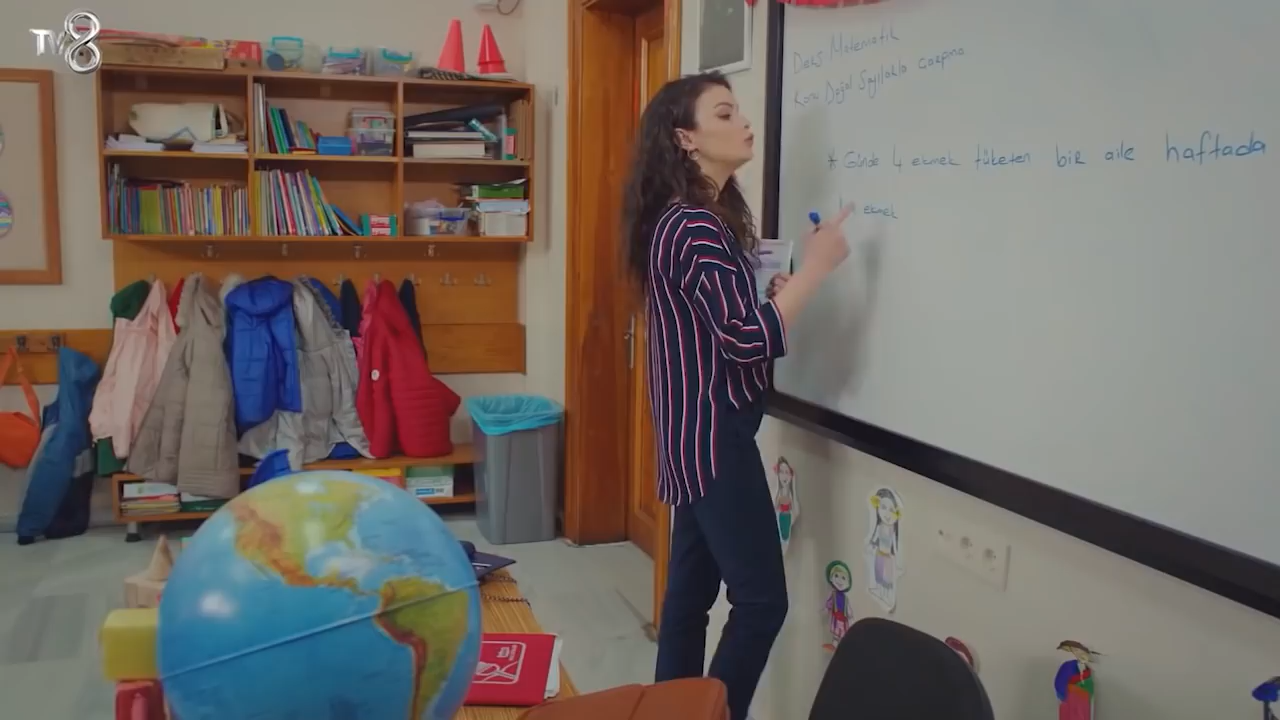 TV8
Ders Matematik
Konu Doğal Sayılarla Çarpma
* Günde 4 ekmek tüketen bir aile haftada
ekmek